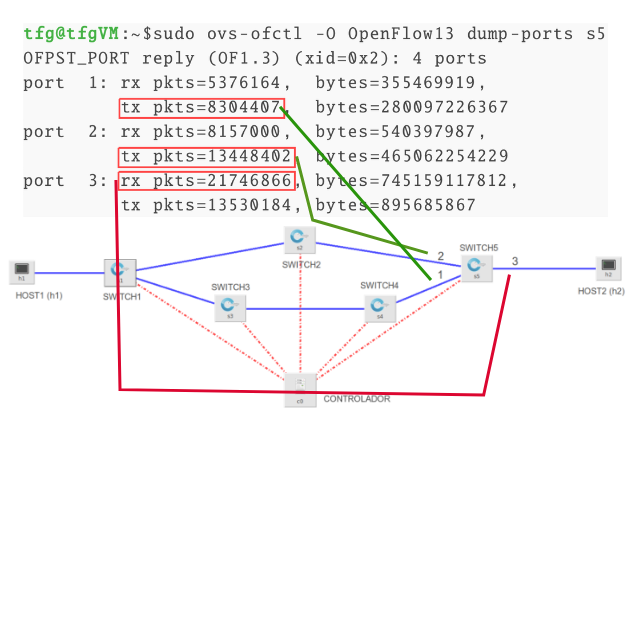 tfg@tfgVM:~$sudo ovs-ofctl -O OpenFlow13 dump-ports s5
OFPST_PORT reply (OF1.3) (xid=0x2): 4 ports
port  1: rx pkts=5376164,  bytes=355469919,
tx pkts=8304407,  bytes=280097226367
port  2: rx pkts=8157000,  bytes=540397987,
tx pkts=13448402  bytes=465062254229
port  3: rx pkts=21746866, bytes=745159117812,
tx pkts=13530184, bytes=895685867
s2
SWITCH2
2
SWITCH5
3
1
s5
h1
HOST1 (h1)
SWITCH1
SWITCH3
s3
SWITCH4
s4
h2
HOST2 (h2)
c0
CONTROLADOR